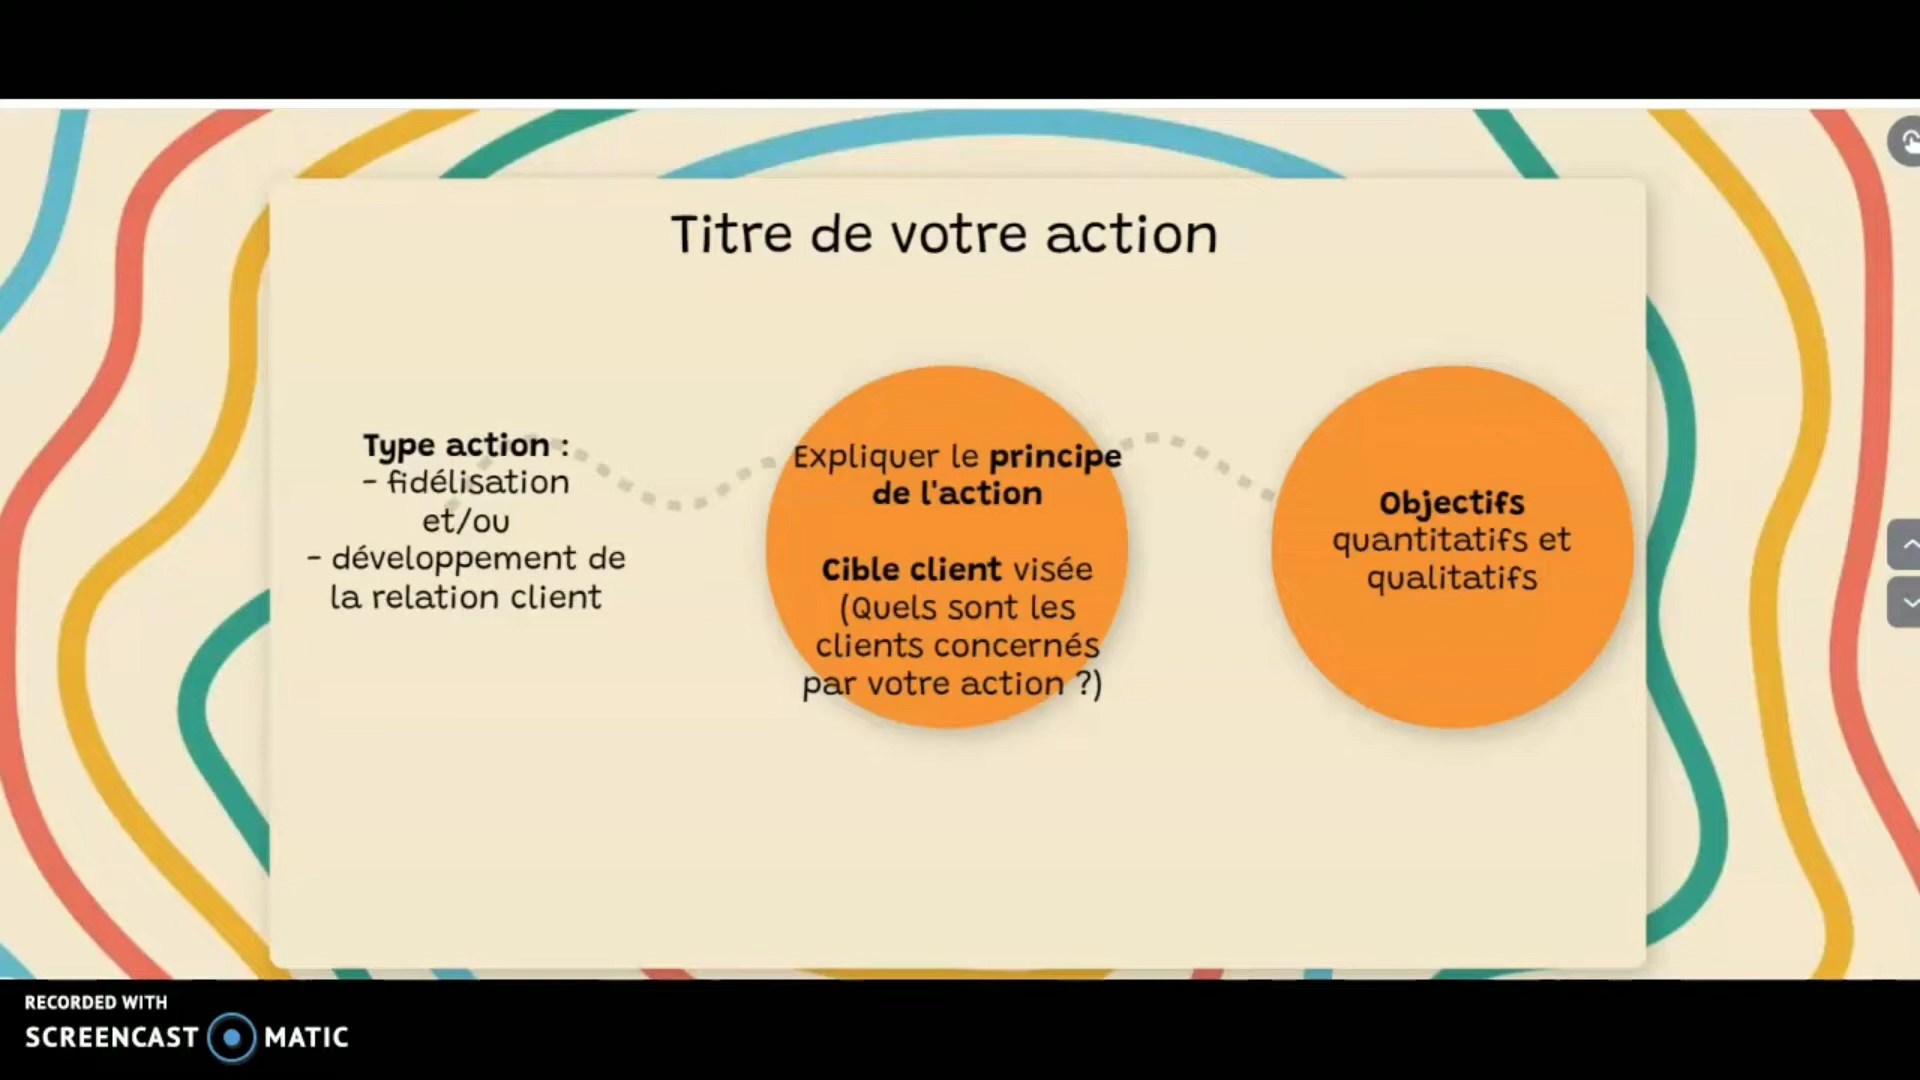 Titre de votre action
Type action :
- fidélisation
et/ou
- développement de
la relation client
Expliquer le principe
de l'action
Cible client visée
(Quels sont les
clients concernés
par votre action ?)
Objectifs
quantitatifs et
qualitatifs
RECORDED WITH
SCREENCAST MATIC